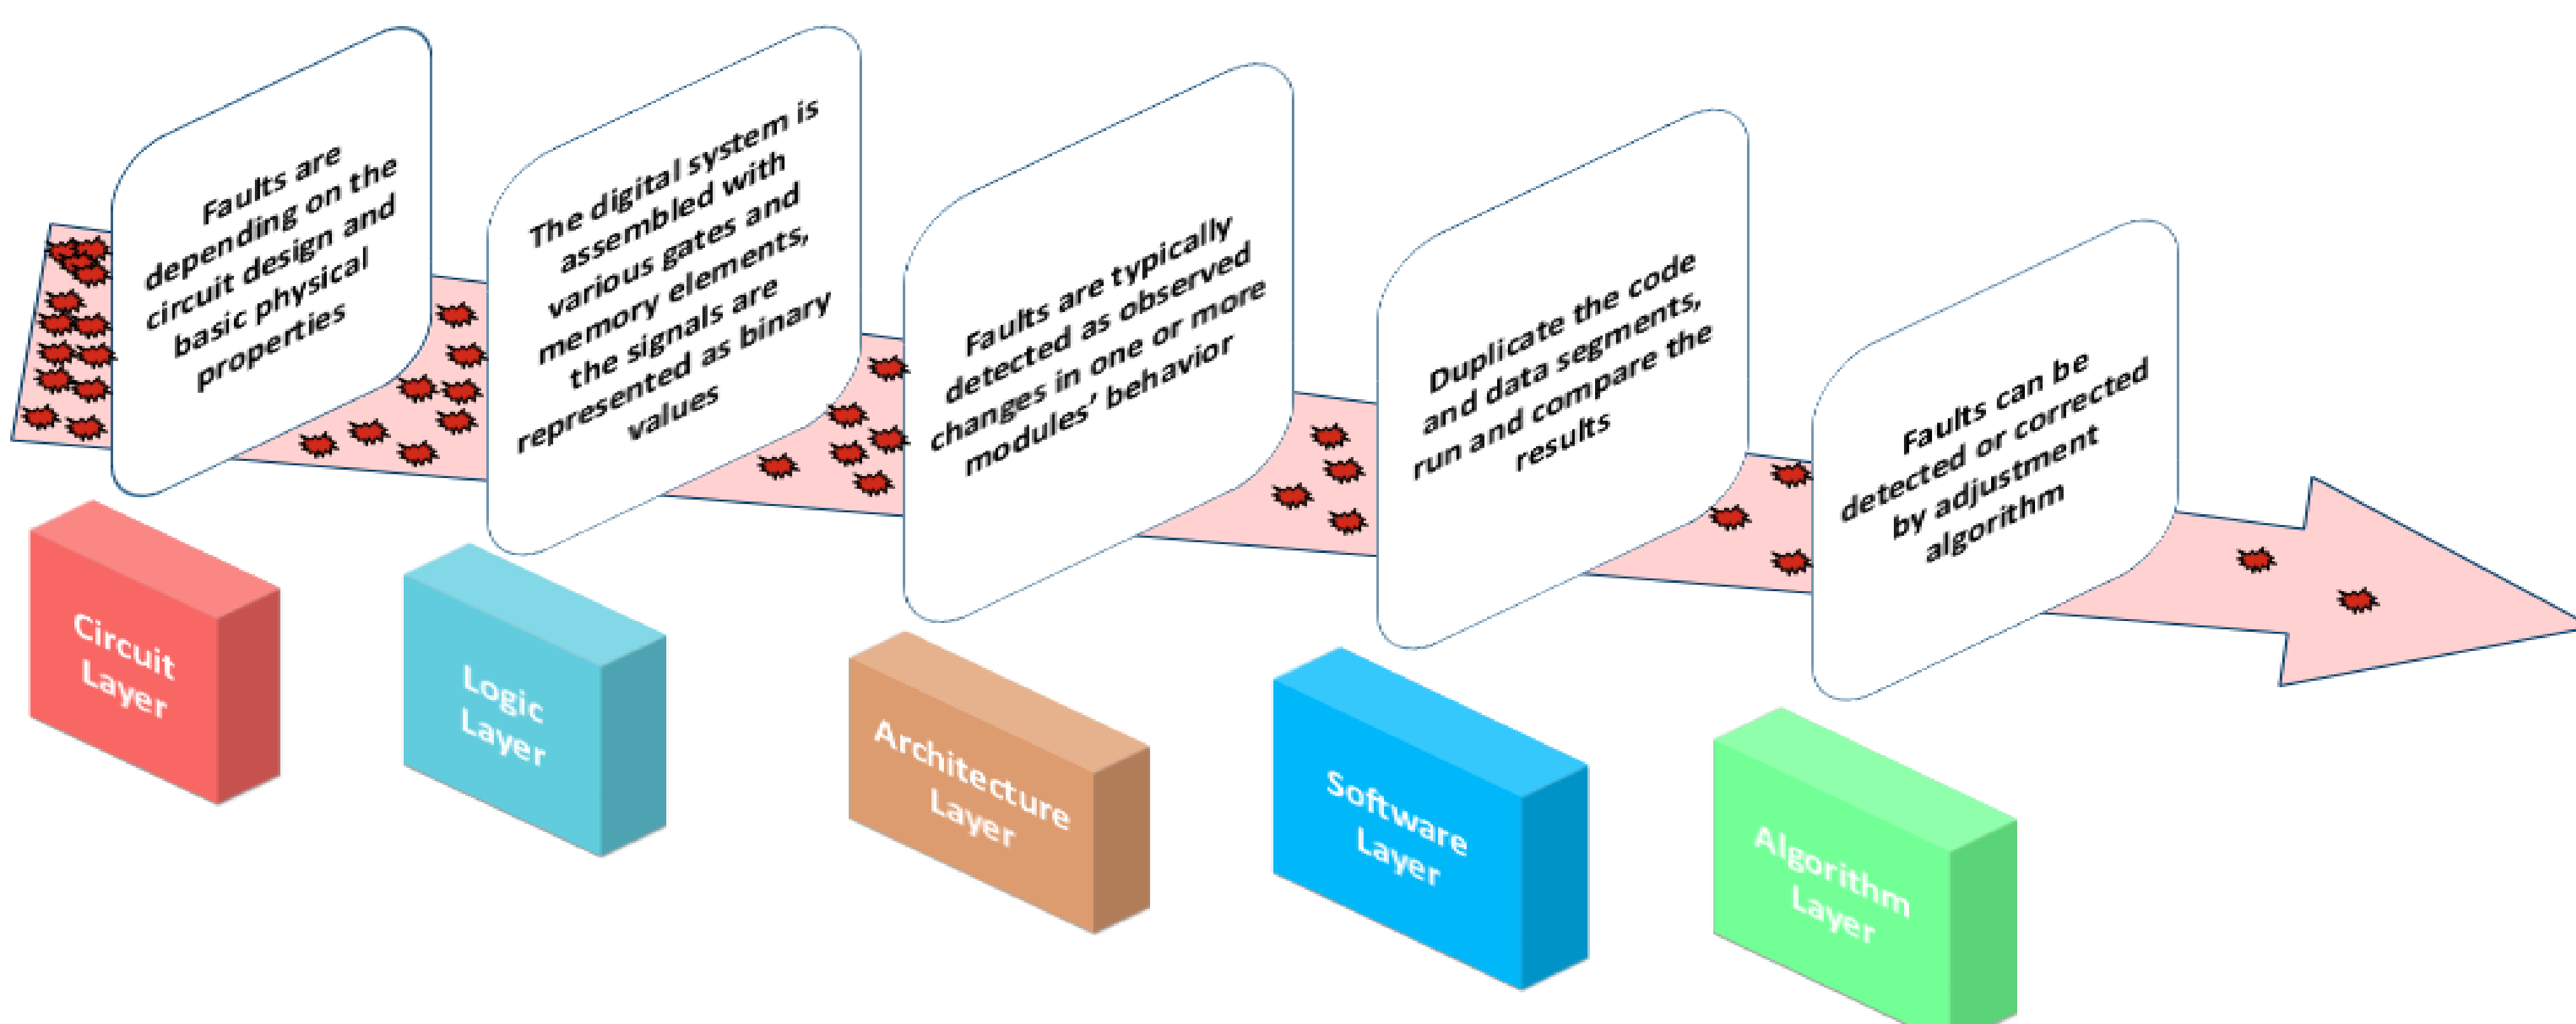 Faults are
depending on the
circuit design and
basic physical
properties
The digital system is
assembled with
various gates and
memory elements,
the signals are
represented as binary
values
Faults are typically
detected as observed
changes in one or more
modules’ behavior
Duplicate the code
and data segments,
run and compare the
results
Faults can be
detected or corrected
by adjustment
algorithm
Circuit
Layer
Logic
Layer
Architecture
Layer
Software
Layer
Algorithm
Layer